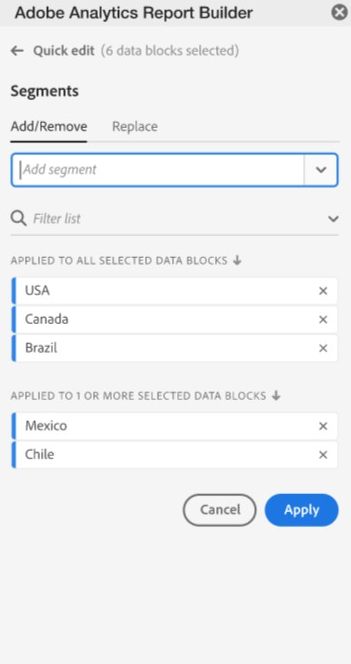 Adobe Analytics Report Builder
Quick edit (6 data blocks selected)
Segments
Add/Remove Replace
Add segment
Filter list
APPLIED TO ALL SELECTED DATA BLOCKS
USA
Canada
Brazil
APPLIED TO 1 OR MORE SELECTED DATA BLOCKS
Mexico
Chile
Cancel Apply